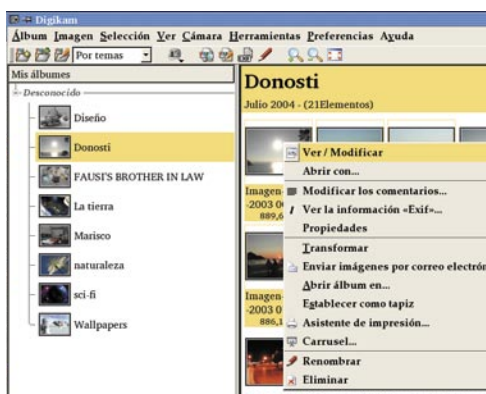 Digikam
Álbum Imagen Selección Ver Cámara Herramientas Preferencias Ayuda
Por temas
Mis álbumes
Desconocido
Diseño
Donosti
FAUSI'S BROTHER IN LAW
La tierra
Marisco
naturaleza
sci-fi
Wallpapers
Donosti
Julio 2004 - (21Elementos)
Imagen
-2003 0
889,6
Imagen
-2003 0
886,1
Ver / Modificar
Abrir con...
Modificar los comentarios...
Ver la información «Exif»...
Propiedades
Transformar
Enviar imágenes por correo electrón
Abrir álbum en...
Establecer como tapiz
Asistente de impresión...
Carrusel...
Renombrar
Eliminar